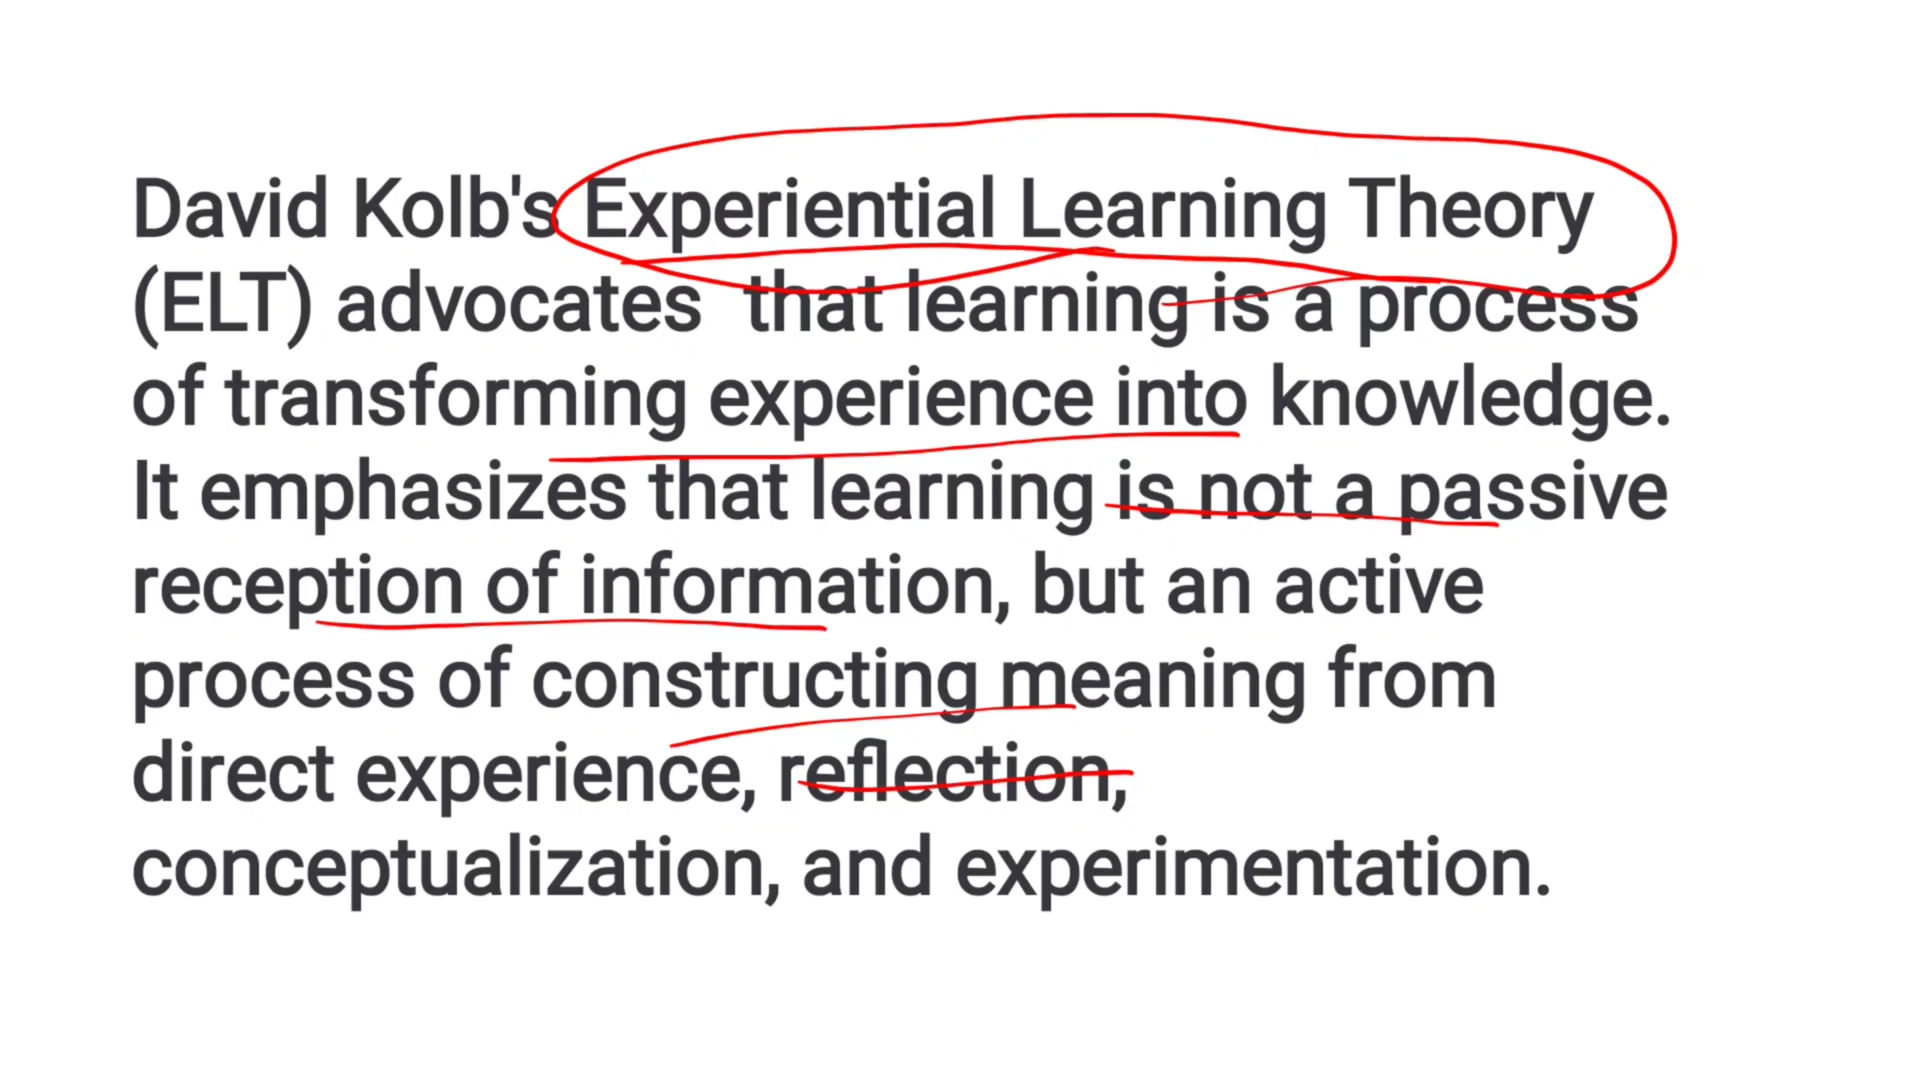 David Kolb's Experiential Learning Theory
(ELT) advocates  that learning is a process
of transforming experience into knowledge.
It emphasizes that learning is not a passive
reception of information, but an active
process of constructing meaning from
direct experience, reflection,
conceptualization, and experimentation.